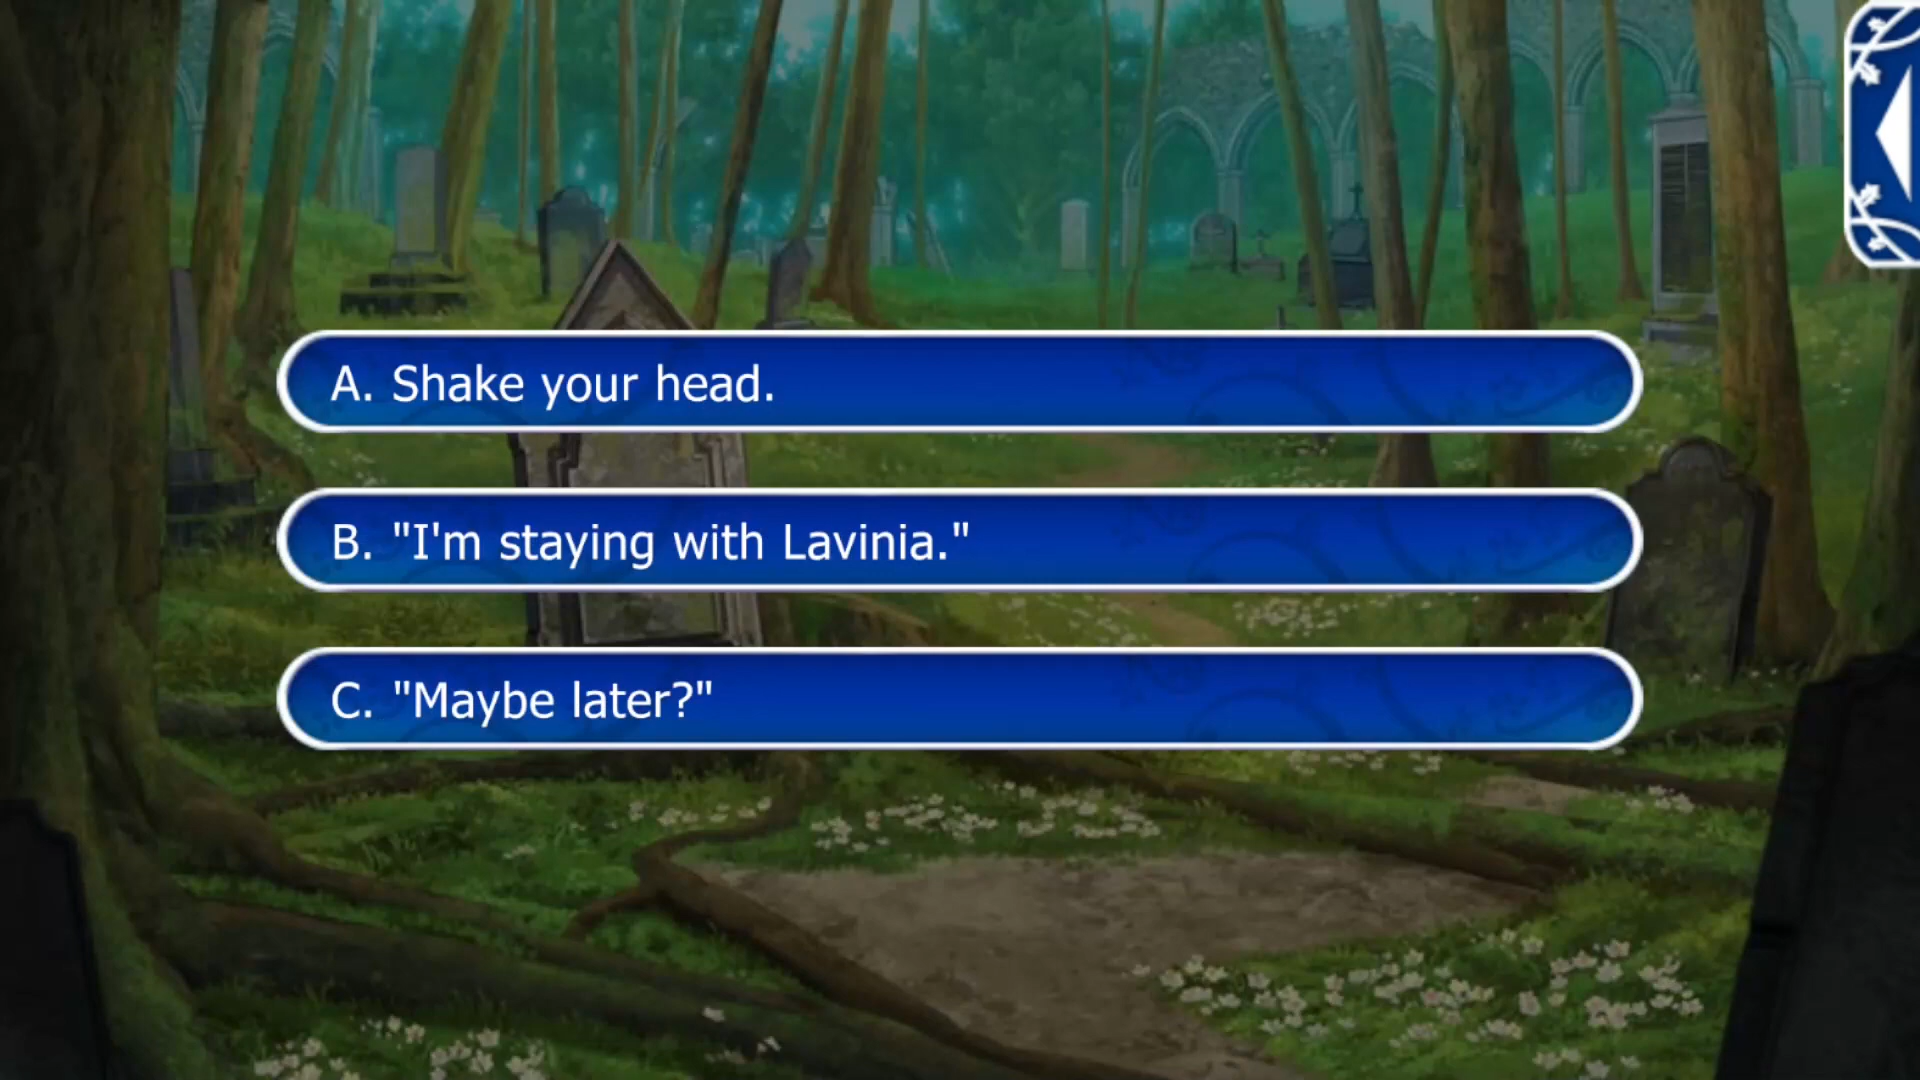 A. Shake your head.
B. "I'm staying with Lavinia."
C. "Maybe later?"